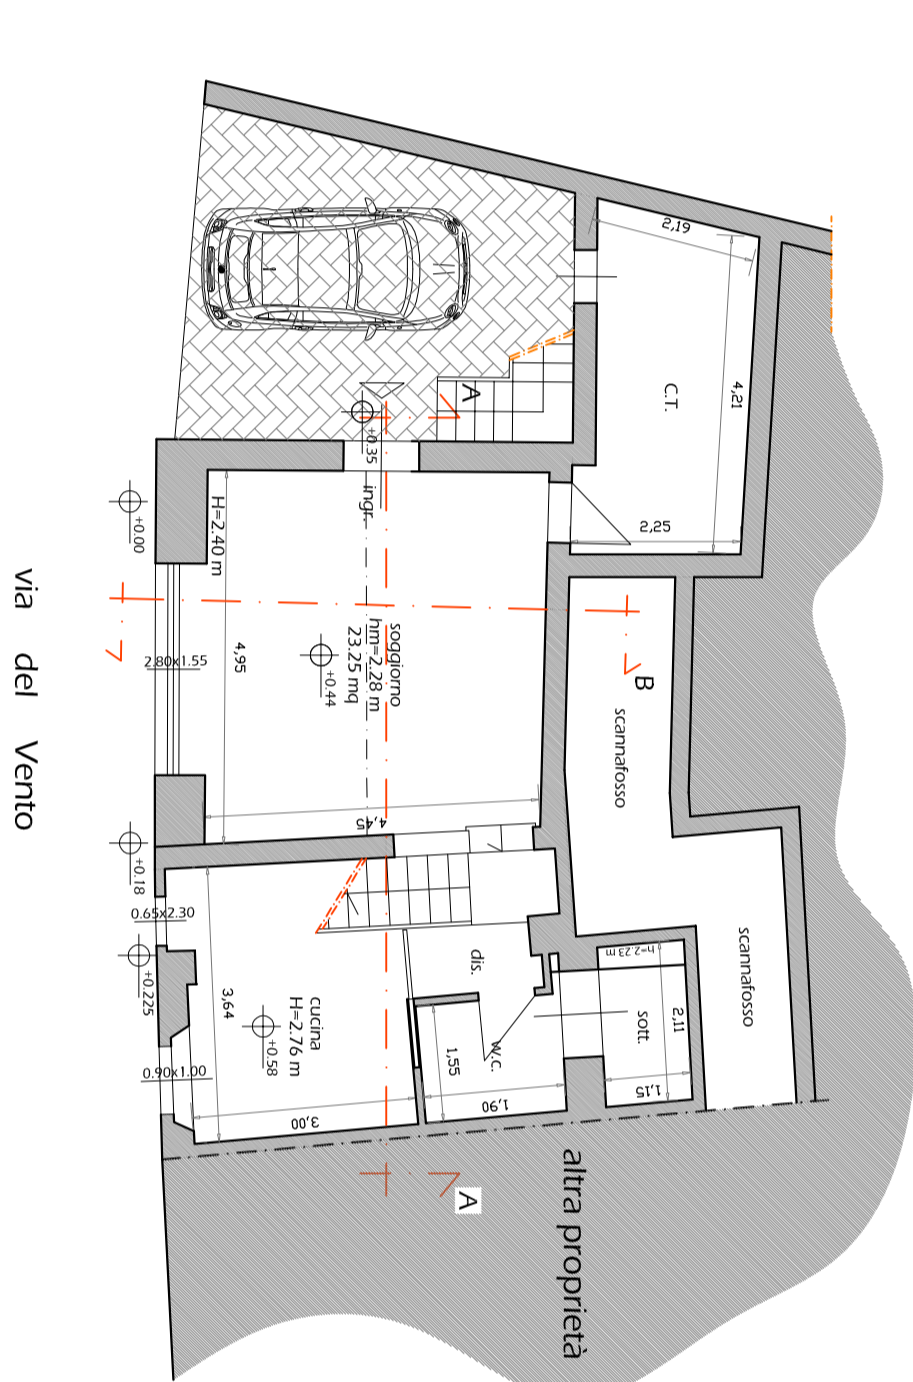 2,19
4,21
C.T.
2,25
A
+0.35
ingr.
+0.00
H=2.40 m
2.80x1.55
4,95
soggiorno
hm=2.28 m
23.25 mq
+0.44
B
scannafosso
scannafosso
4,45
via del Vento
+0.18
0.65x2.30
+0.225
0.90x1.00
3,64
cucina
H=2.76 m
+0.58
3,00
dis.
w.c.
1,55
1,90
h=2.23 m
sott.
2,11
1,15
A
altra proprietà